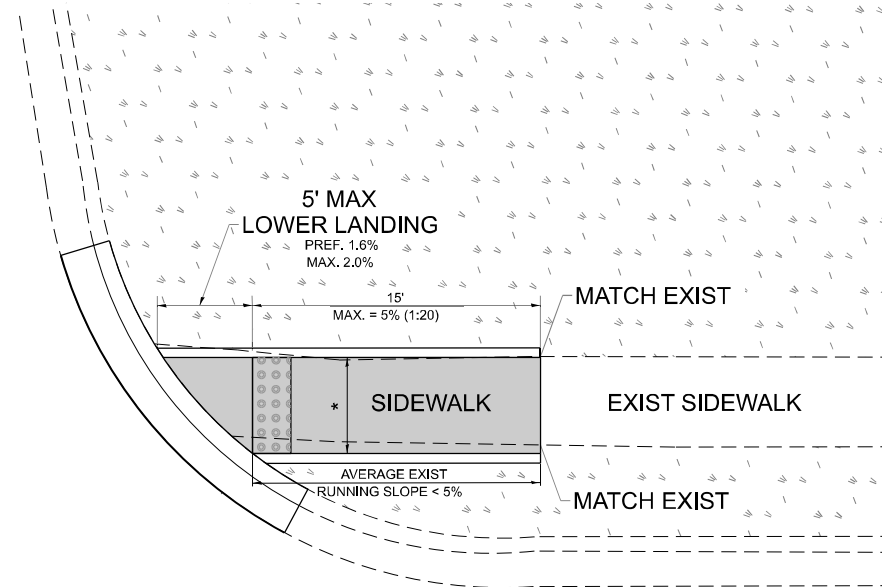 5' MAX
LOWER LANDING
PREF. 1.6%
MAX. 2.0%
15'
MAX. = 5% (1:20)
MATCH EXIST
* SIDEWALK
EXIST SIDEWALK
AVERAGE EXIST
RUNNING SLOPE < 5%
MATCH EXIST